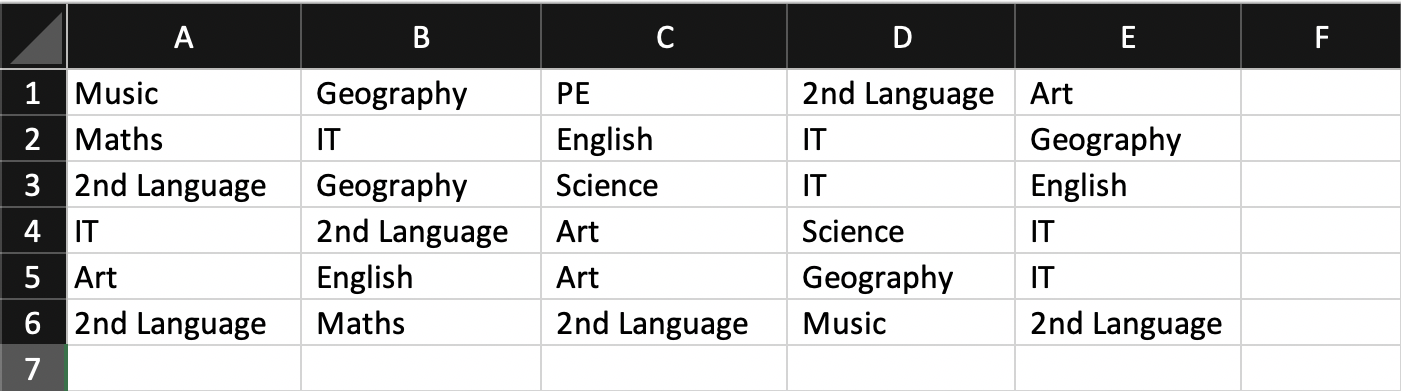 A B C D E F
1 Music Geography PE 2nd Language Art
2 Maths IT English IT Geography
3 2nd Language Geography Science IT English
4 IT 2nd Language Art Science IT
5 Art English Art Geography IT
6 2nd Language Maths 2nd Language Music 2nd Language
7